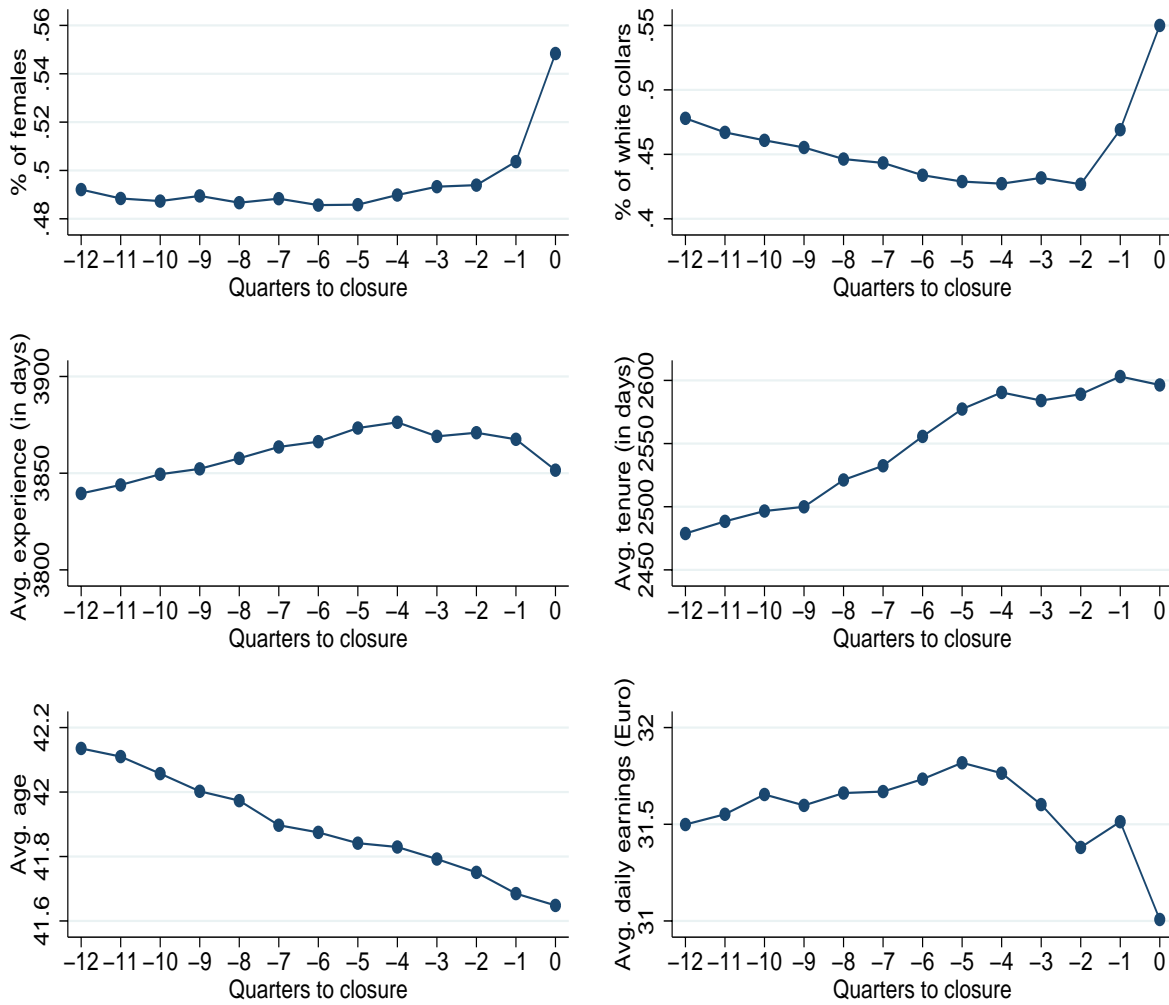 % of females
.48 .5 .52 .54 .56
−12 −11 −10 −9 −8 −7 −6 −5 −4 −3 −2 −1 0
Quarters to closure
% of white collars
.4 .45 .5 .55
−12 −11 −10 −9 −8 −7 −6 −5 −4 −3 −2 −1 0
Quarters to closure
Avg. experience (in days)
3800 3850 3900
−12 −11 −10 −9 −8 −7 −6 −5 −4 −3 −2 −1 0
Quarters to closure
Avg. tenure (in days)
2450 2500 2550 2600
−12 −11 −10 −9 −8 −7 −6 −5 −4 −3 −2 −1 0
Quarters to closure
Avg. age
41.6 41.8 42 42.2
−12 −11 −10 −9 −8 −7 −6 −5 −4 −3 −2 −1 0
Quarters to closure
Avg. daily earnings (Euro)
31 31.5 32
−12 −11 −10 −9 −8 −7 −6 −5 −4 −3 −2 −1 0
Quarters to closure